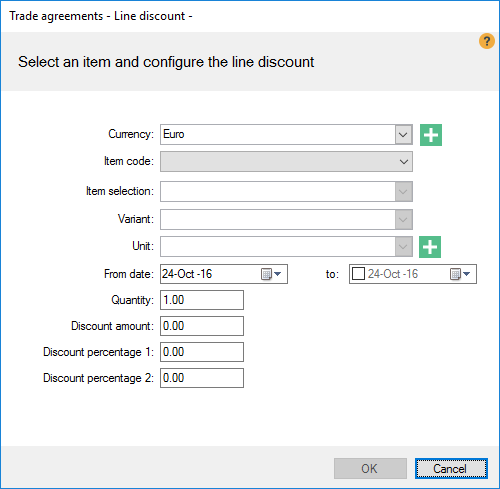 Trade agreements - Line discount -
?
Select an item and configure the line discount
Currency: Euro
Item code:
Item selection:
Variant:
Unit:
From date: 24-Oct -16 to: 24-Oct -16
Quantity: 1.00
Discount amount: 0.00
Discount percentage 1: 0.00
Discount percentage 2: 0.00
OK Cancel